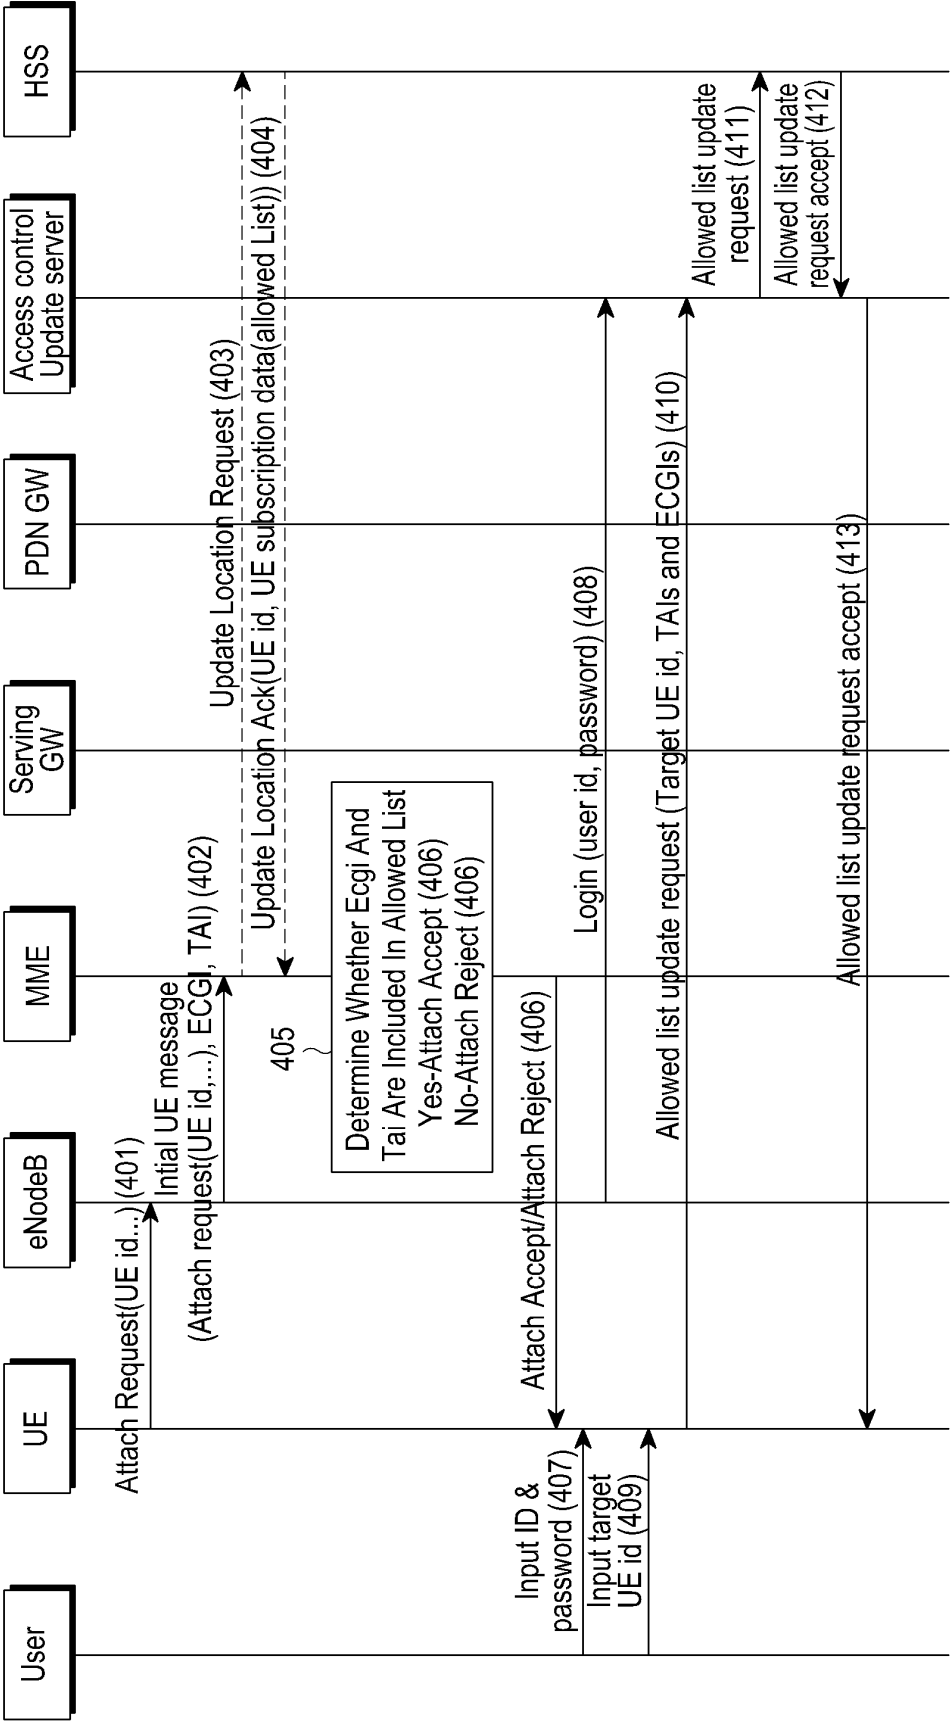 User
UE
eNodeB
MME
Serving
GW
PDN GW
Access control
Update server
HSS
Attach Request(UE id...) (401)
Intial UE message
(Attach request(UE id,...), ECGI, TAI) (402)
Update Location Request (403)
Update Location Ack(UE id, UE subscription data(allowed List)) (404)
405
Determine Whether Ecgi And
Tai Are Included In Allowed List
Yes-Attach Accept (406)
No-Attach Reject (406)
Attach Accept/Attach Reject (406)
Input ID &
password (407)
Login (user id, password) (408)
Input target
UE id (409)
Allowed list update request (Target UE id, TAIs and ECGIs) (410)
Allowed list update
request (411)
Allowed list update
request accept (412)
Allowed list update request accept (413)